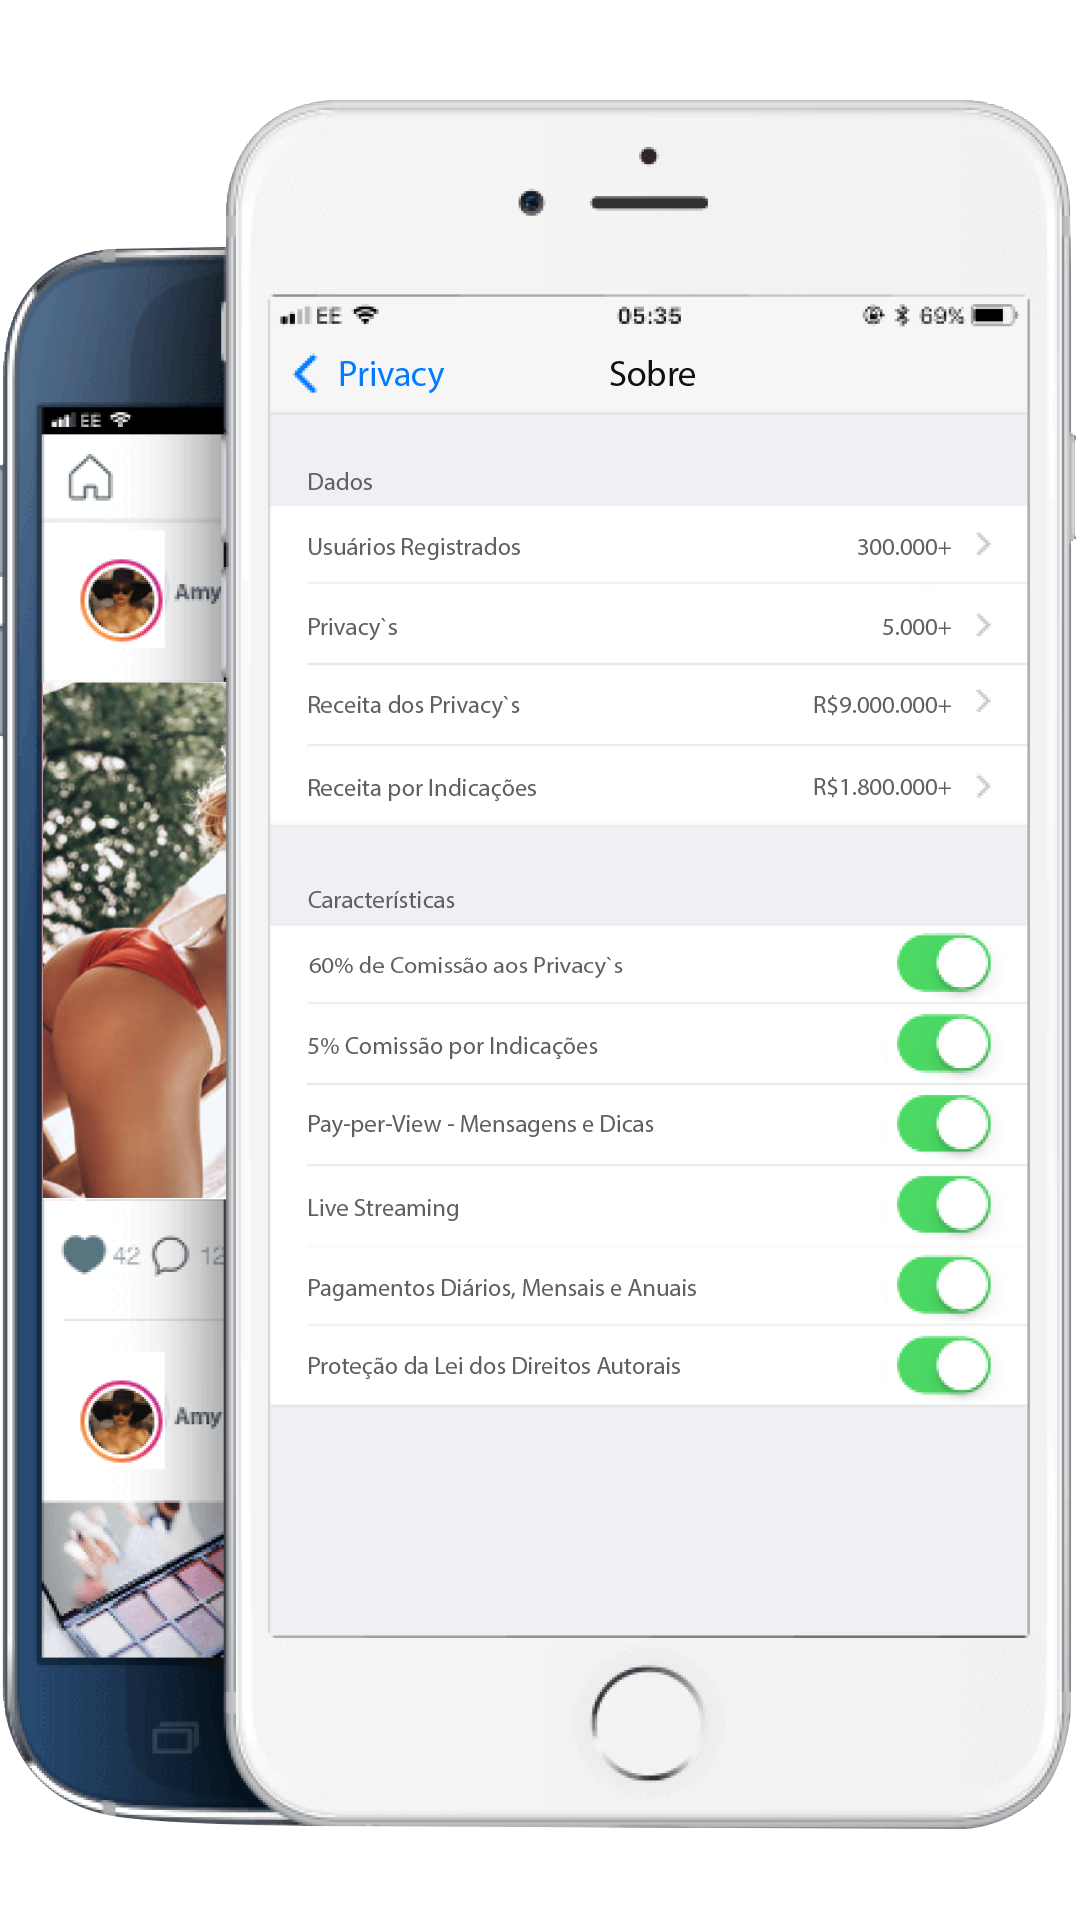 EE
05:35
69%
Privacy
Sobre
Dados
Usuários Registrados 300.000+
Privacy`s 5.000+
Receita dos Privacy`s R$9.000.000+
Receita por Indicações R$1.800.000+
Características
60% de Comissão aos Privacy`s
5% Comissão por Indicações
Pay-per-View - Mensagens e Dicas
Live Streaming
Pagamentos Diários, Mensais e Anuais
Proteção da Lei dos Direitos Autorais
EE
Amy
42 12
Amy